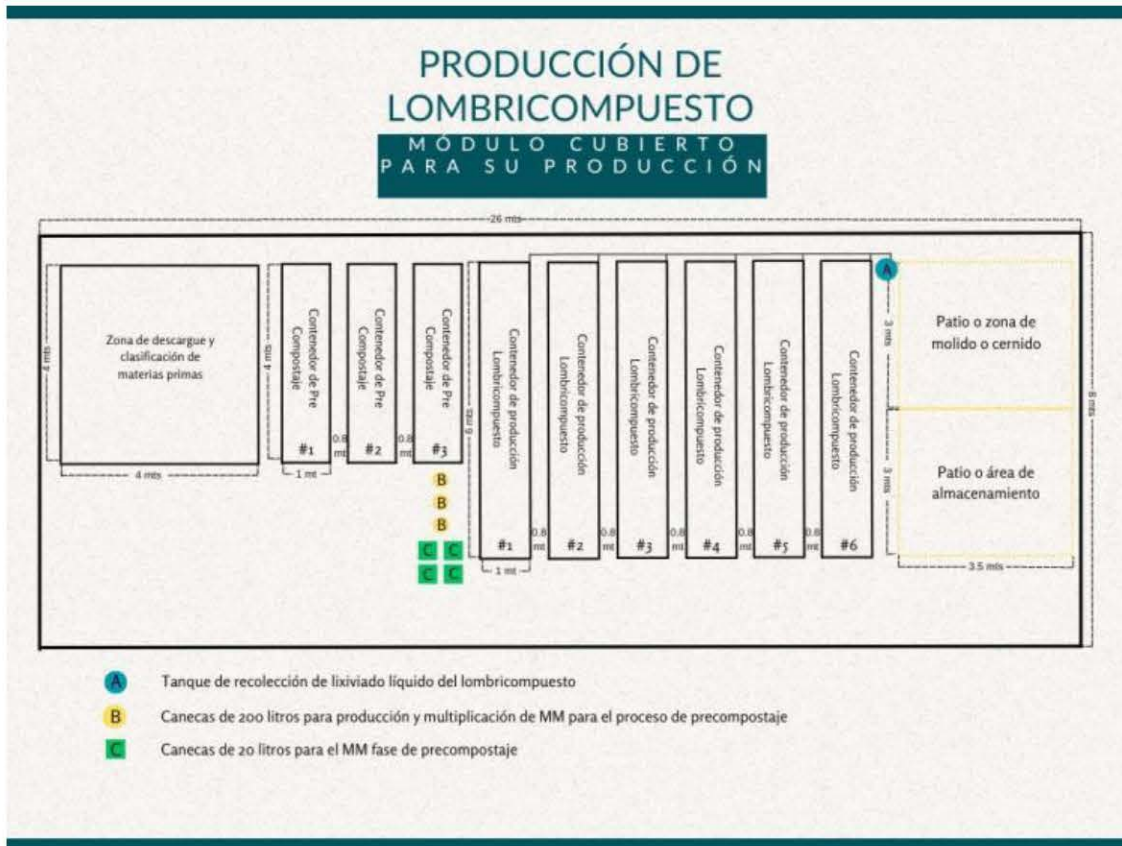 PRODUCCIÓN DE
LOMBRICOMPUESTO
MÓDULO CUBIERTO
PARA SU PRODUCCIÓN
26 mts
4 mts
Zona de descargue y
clasificación de
materias primas
4 mts
4 mts
Contenedor de Pre
Compostaje
#1
1 mt
0.8
mt
Contenedor de Pre
Compostaje
#2
0.8
mt
Contenedor de Pre
Compostaje
#3
B
B
B
C C
C C
6 mts
Contenedor de producción
Lombricompuesto
#1
1 mt
0.8
mt
Contenedor de producción
Lombricompuesto
#2
0.8
mt
Contenedor de producción
Lombricompuesto
#3
0.8
mt
Contenedor de producción
Lombricompuesto
#4
0.8
mt
Contenedor de producción
Lombricompuesto
#5
0.8
mt
Contenedor de producción
Lombricompuesto
#6
A
3 mts
Patio o zona de
molido o cernido
3 mts
Patio o área de
almacenamiento
3.5 mts
8 mts
A Tanque de recolección de lixiviado líquido del lombricompuesto
B Canecas de 200 litros para producción y multiplicación de MM para el proceso de precompostaje
C Canecas de 20 litros para el MM fase de precompostaje